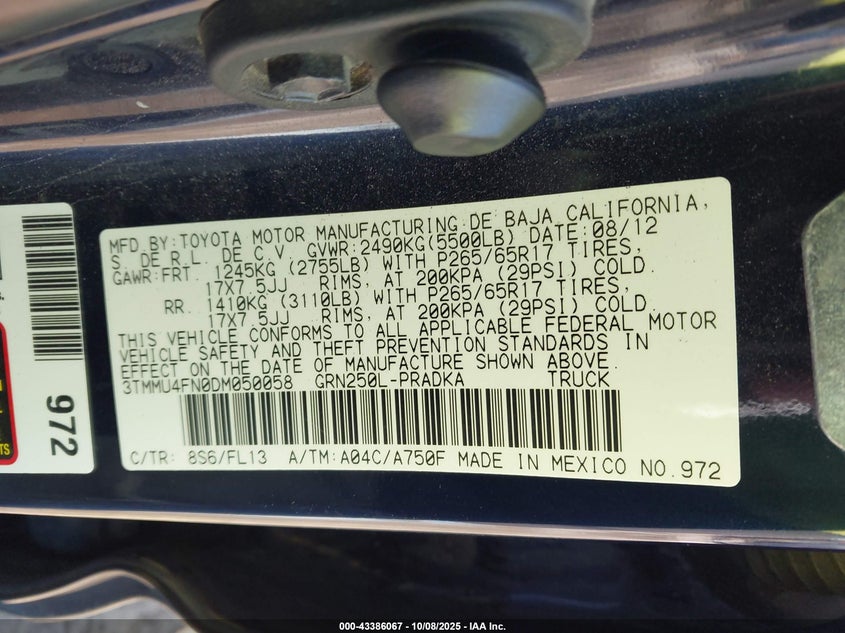 MFD.BY:TOYOTA MOTOR MANUFACTURING DE BAJA CALIFORNIA,
S. DE R.L. DE C.V. GVWR:2490KG(5500LB) DATE:08/12
GAWR:FRT. 1245KG (2755LB) WITH P265/65R17 TIRES,
17X7.5JJ RIMS, AT 200KPA (29PSI) COLD.
RR. 1410KG (3110LB) WITH P265/65R17 TIRES,
17X7.5JJ RIMS, AT 200KPA (29PSI) COLD.
THIS VEHICLE CONFORMS TO ALL APPLICABLE FEDERAL MOTOR
VEHICLE SAFETY AND THEFT PREVENTION STANDARDS IN
EFFECT ON THE DATE OF MANUFACTURE SHOWN ABOVE.
3TMMU4FN0DM050058 GRN250L-PRADKA TRUCK
C/TR: 8S6/FL13 A/TM:A04C/A750F MADE IN MEXICO NO.972
972
000-43386067 - 10/08/2025 - IAA Inc.